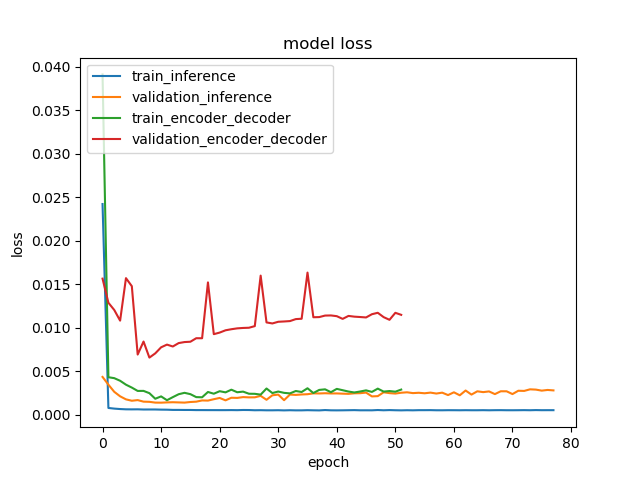 model loss
train_inference
validation_inference
train_encoder_decoder
validation_encoder_decoder
loss
0.040
0.035
0.030
0.025
0.020
0.015
0.010
0.005
0.000
0 10 20 30 40 50 60 70 80
epoch